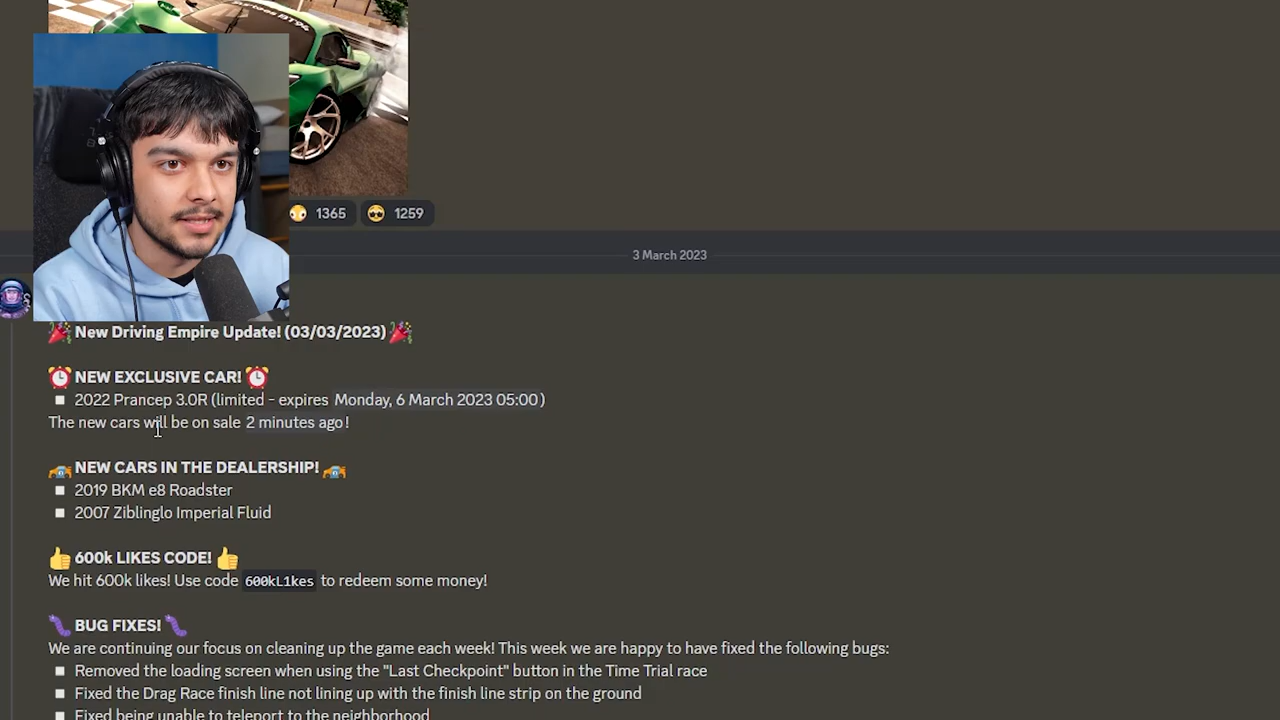 1365
1259
3 March 2023
New Driving Empire Update! (03/03/2023)
NEW EXCLUSIVE CAR!
2022 Prancep 3.0R (limited - expires Monday, 6 March 2023 05:00)
The new cars will be on sale 2 minutes ago!
NEW CARS IN THE DEALERSHIP!
2019 BKM e8 Roadster
2007 Ziblinglo Imperial Fluid
600k LIKES CODE!
We hit 600k likes! Use code 600kL1kes to redeem some money!
BUG FIXES!
We are continuing our focus on cleaning up the game each week! This week we are happy to have fixed the following bugs:
Removed the loading screen when using the "Last Checkpoint" button in the Time Trial race
Fixed the Drag Race finish line not lining up with the finish line strip on the ground
Fixed being unable to teleport to the neighborhood